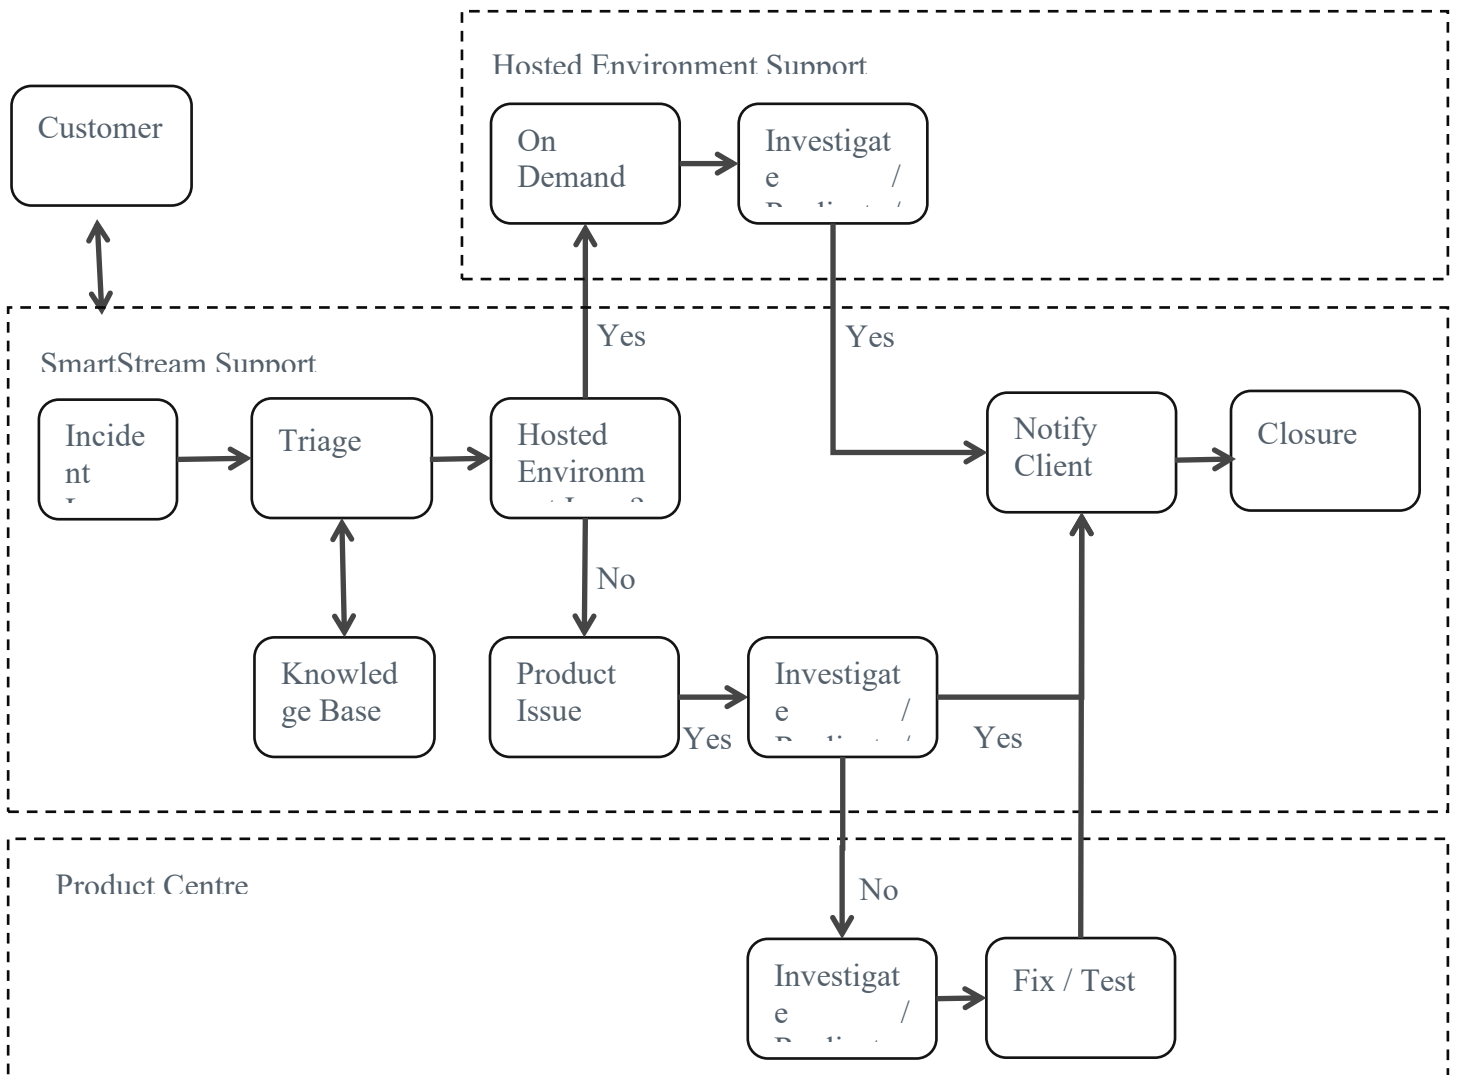 Hosted Environment Support
Customer
On
Demand
Investigat
e /
Yes
Yes
SmartStream Support
Incide
nt
Triage
Hosted
Environm
Notify
Client
Closure
No
Knowled
ge Base
Product
Issue
Yes
Investigat
e /
Yes
Product Centre
No
Investigat
e /
Fix / Test